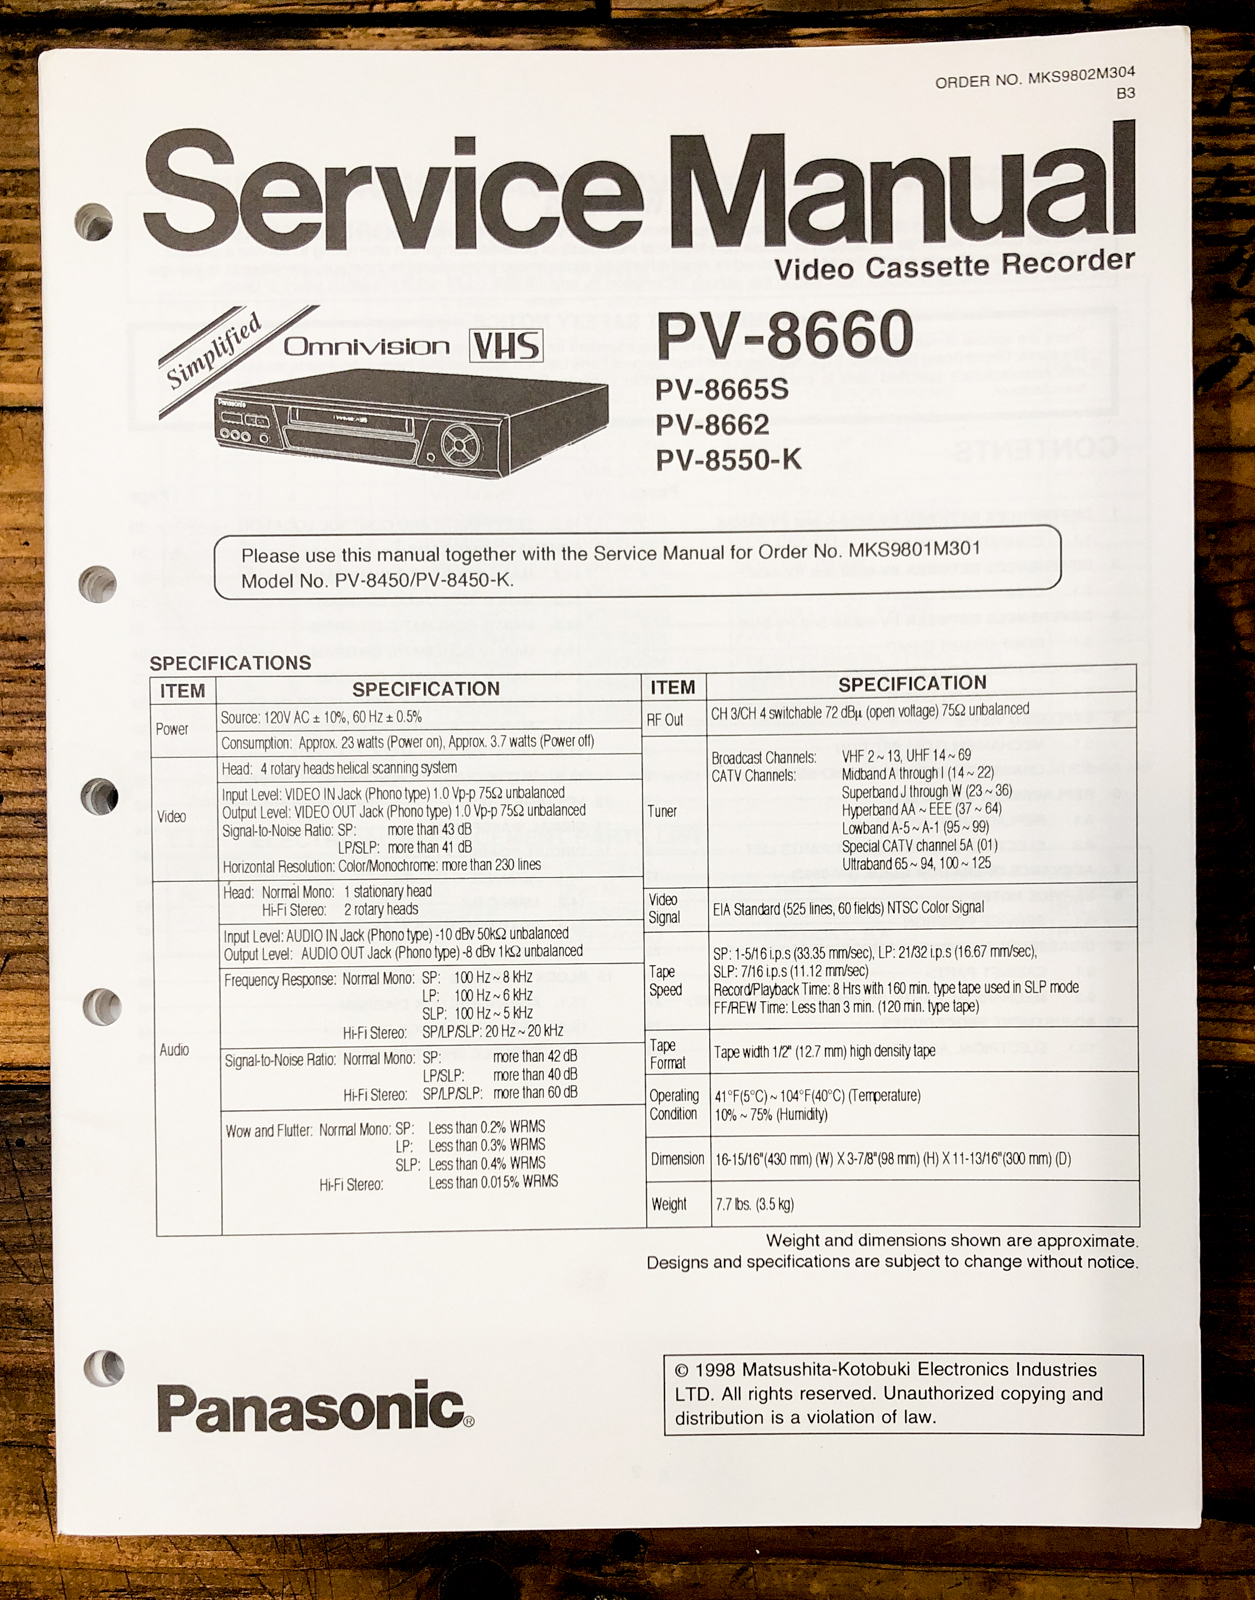 ORDER NO. MKS9802M304
B3
Service Manual
Video Cassette Recorder
Simplified
Omnivision VHS
Panasonic
PV-8660
PV-8665S
PV-8662
PV-8550-K
Please use this manual together with the Service Manual for Order No. MKS9801M301
Model No. PV-8450/PV-8450-K.
SPECIFICATIONS
ITEM SPECIFICATION
Power
Source: 120V AC ± 10%, 60 Hz ± 0.5%
Consumption: Approx. 23 watts (Power on), Approx. 3.7 watts (Power off)
Video
Head: 4 rotary heads helical scanning system
Input Level: VIDEO IN Jack (Phono type) 1.0 Vp-p 75Ω unbalanced
Output Level: VIDEO OUT Jack (Phono type) 1.0 Vp-p 75Ω unbalanced
Signal-to-Noise Ratio: SP: more than 43 dB
LP/SLP: more than 41 dB
Horizontal Resolution: Color/Monochrome: more than 230 lines
Audio
Head: Normal Mono: 1 stationary head
Hi-Fi Stereo: 2 rotary heads
Input Level: AUDIO IN Jack (Phono type) -10 dBv 50kΩ unbalanced
Output Level: AUDIO OUT Jack (Phono type) -8 dBv 1kΩ unbalanced
Frequency Response: Normal Mono: SP: 100 Hz ~ 8 kHz
LP: 100 Hz ~ 6 kHz
SLP: 100 Hz ~ 5 kHz
Hi-Fi Stereo: SP/LP/SLP: 20 Hz ~ 20 kHz
Signal-to-Noise Ratio: Normal Mono: SP: more than 42 dB
LP/SLP: more than 40 dB
Hi-Fi Stereo: SP/LP/SLP: more than 60 dB
Wow and Flutter: Normal Mono: SP: Less than 0.2% WRMS
LP: Less than 0.3% WRMS
SLP: Less than 0.4% WRMS
Hi-Fi Stereo: Less than 0.015% WRMS
ITEM SPECIFICATION
RF Out CH 3/CH 4 switchable 72 dBμ (open voltage) 75Ω unbalanced
Tuner
Broadcast Channels: VHF 2 ~ 13, UHF 14 ~ 69
CATV Channels: Midband A through I (14 ~ 22)
Superband J through W (23 ~ 36)
Hyperband AA ~ EEE (37 ~ 64)
Lowband A-5 ~ A-1 (95 ~ 99)
Special CATV channel 5A (01)
Ultraband 65 ~ 94, 100 ~ 125
Video
Signal
EIA Standard (525 lines, 60 fields) NTSC Color Signal
Tape
Speed
SP: 1-5/16 i.p.s (33.35 mm/sec), LP: 21/32 i.p.s (16.67 mm/sec),
SLP: 7/16 i.p.s (11.12 mm/sec)
Record/Playback Time: 8 Hrs with 160 min. type tape used in SLP mode
FF/REW Time: Less than 3 min. (120 min. type tape)
Tape
Format
Tape width 1/2" (12.7 mm) high density tape
Operating
Condition
41°F(5°C) ~ 104°F(40°C) (Temperature)
10% ~ 75% (Humidity)
Dimension 16-15/16"(430 mm) (W) X 3-7/8"(98 mm) (H) X 11-13/16"(300 mm) (D)
Weight 7.7 lbs. (3.5 kg)
Weight and dimensions shown are approximate.
Designs and specifications are subject to change without notice.
Panasonic®
© 1998 Matsushita-Kotobuki Electronics Industries
LTD. All rights reserved. Unauthorized copying and
distribution is a violation of law.